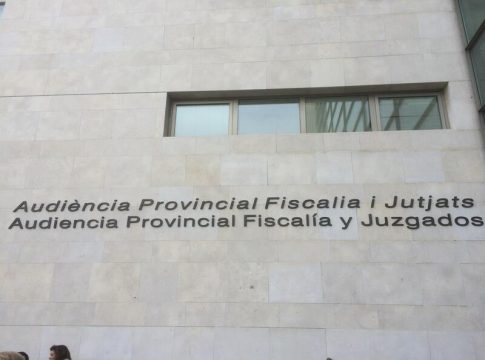 Audiència Provincial Fiscalia i Jutjats
Audiencia Provincial Fiscalía y Juzgados